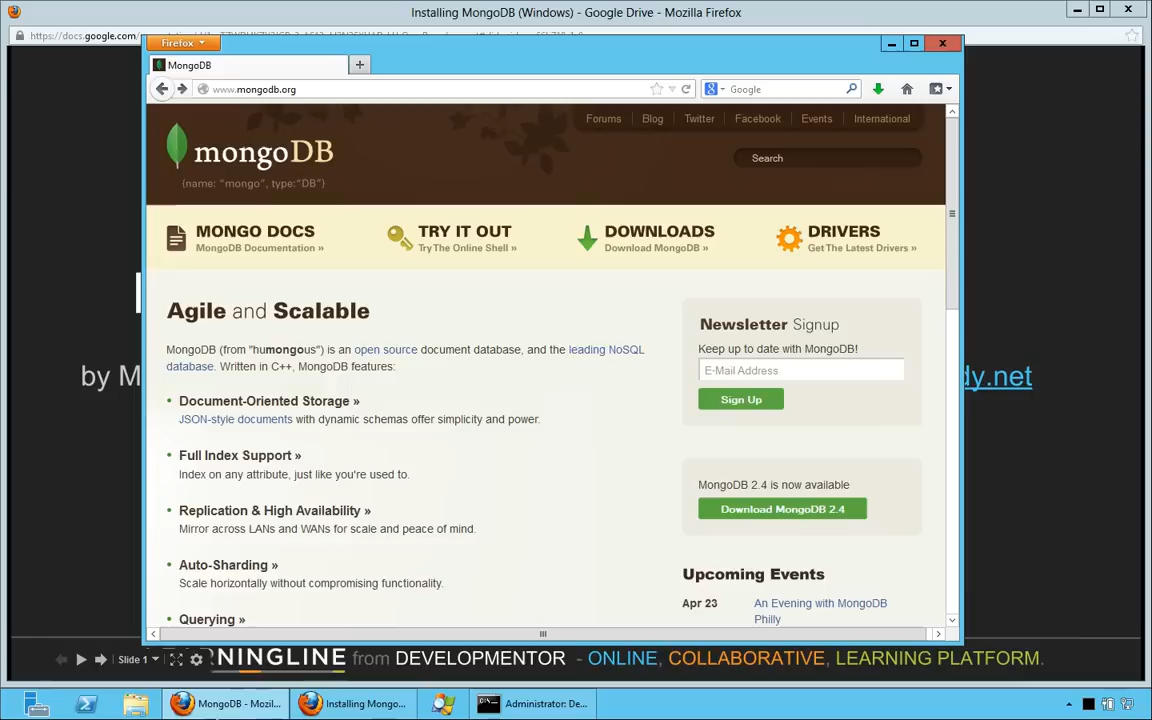 Installing MongoDB (Windows) - Google Drive - Mozilla Firefox
https://docs.google.com/
Firefox
MongoDB
www.mongodb.org
Google
Forums
Blog
Twitter
Facebook
Events
International
mongoDB
Search
{name: "mongo", type:"DB"}
MONGO DOCS
MongoDB Documentation »
TRY IT OUT
Try The Online Shell »
DOWNLOADS
Download MongoDB »
DRIVERS
Get The Latest Drivers »
Agile and Scalable
MongoDB (from "humongous") is an open source document database, and the leading NoSQL
database. Written in C++, MongoDB features:
Document-Oriented Storage »
JSON-style documents with dynamic schemas offer simplicity and power.
Full Index Support »
Index on any attribute, just like you're used to.
Replication & High Availability »
Mirror across LANs and WANs for scale and peace of mind.
Auto-Sharding »
Scale horizontally without compromising functionality.
Querying »
Newsletter Signup
Keep up to date with MongoDB!
E-Mail Address
Sign Up
MongoDB 2.4 is now available
Download MongoDB 2.4
Upcoming Events
Apr 23
An Evening with MongoDB
Philly
by M
dy.net
Slide 1
RNINGLINE from DEVELOPMENTOR - ONLINE, COLLABORATIVE, LEARNING PLATFORM.
MongoDB - Mozil...
Installing Mongo...
Administrator: De...